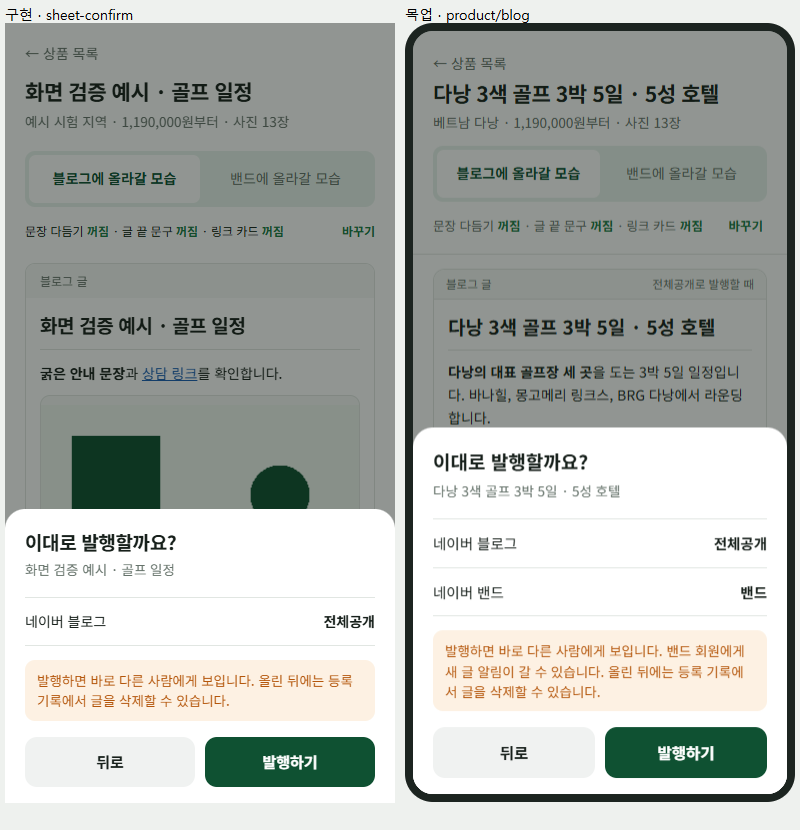 구현 · sheet-confirm
← 상품 목록
화면 검증 예시 · 골프 일정
예시 시험 지역 · 1,190,000원부터 · 사진 13장
블로그에 올라갈 모습
밴드에 올라갈 모습
문장 다듬기 꺼짐 · 글 끝 문구 꺼짐 · 링크 카드 꺼짐
바꾸기
블로그 글
화면 검증 예시 · 골프 일정
굵은 안내 문장과 상담 링크를 확인합니다.
이대로 발행할까요?
화면 검증 예시 · 골프 일정
네이버 블로그
전체공개
발행하면 바로 다른 사람에게 보입니다. 올린 뒤에는 등록
기록에서 글을 삭제할 수 있습니다.
뒤로
발행하기
목업 · product/blog
← 상품 목록
다낭 3색 골프 3박 5일 · 5성 호텔
베트남 다낭 · 1,190,000원부터 · 사진 13장
블로그에 올라갈 모습
밴드에 올라갈 모습
문장 다듬기 꺼짐 · 글 끝 문구 꺼짐 · 링크 카드 꺼짐
바꾸기
블로그 글
전체공개로 발행할 때
다낭 3색 골프 3박 5일 · 5성 호텔
다낭의 대표 골프장 세 곳을 도는 3박 5일 일정입니
다. 바나힐, 몽고메리 링크스, BRG 다낭에서 라운딩
합니다.
이대로 발행할까요?
다낭 3색 골프 3박 5일 · 5성 호텔
네이버 블로그
전체공개
네이버 밴드
밴드
발행하면 바로 다른 사람에게 보입니다. 밴드 회원에게
새 글 알림이 갈 수 있습니다. 올린 뒤에는 등록 기록에
서 글을 삭제할 수 있습니다.
뒤로
발행하기